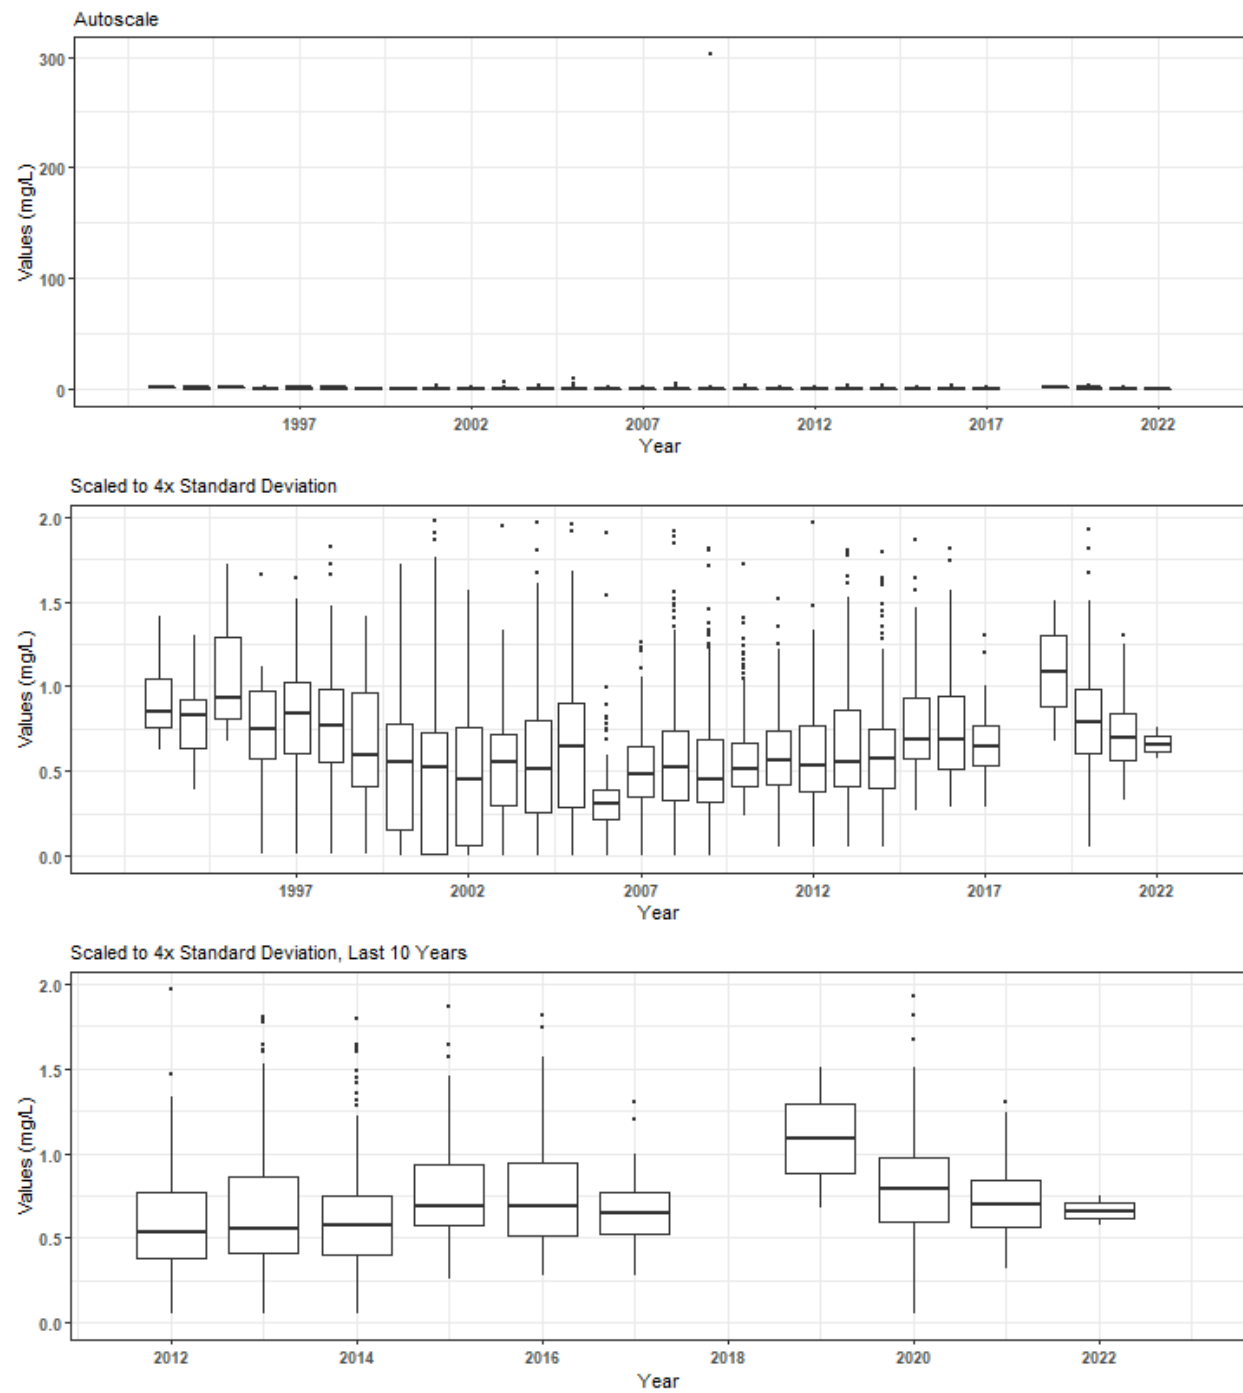 Autoscale
Values (mg/L)
300
200
100
0
1997 2002 2007 2012 2017 2022
Year
Scaled to 4x Standard Deviation
Values (mg/L)
2.0
1.5
1.0
0.5
0.0
1997 2002 2007 2012 2017 2022
Year
Scaled to 4x Standard Deviation, Last 10 Years
Values (mg/L)
2.0
1.5
1.0
0.5
0.0
2012 2014 2016 2018 2020 2022
Year